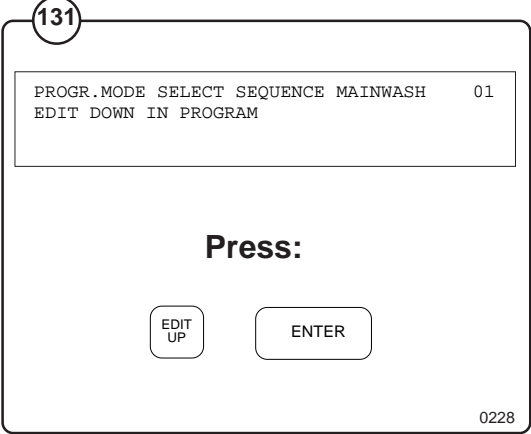 131
PROGR.MODE SELECT SEQUENCE MAINWASH 01
EDIT DOWN IN PROGRAM
Press:
EDIT
UP
ENTER
0228